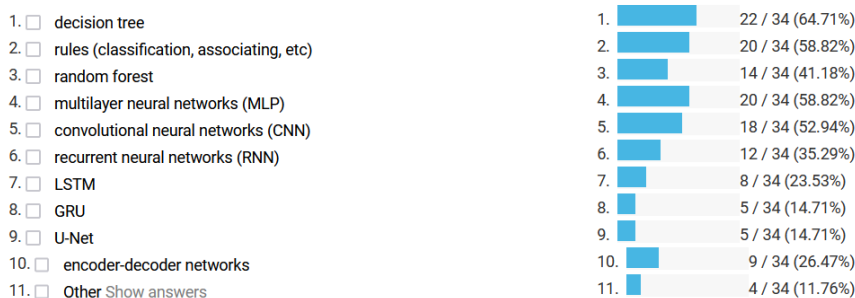 1. decision tree 1. 22 / 34 (64.71%)
2. rules (classification, associating, etc) 2. 20 / 34 (58.82%)
3. random forest 3. 14 / 34 (41.18%)
4. multilayer neural networks (MLP) 4. 20 / 34 (58.82%)
5. convolutional neural networks (CNN) 5. 18 / 34 (52.94%)
6. recurrent neural networks (RNN) 6. 12 / 34 (35.29%)
7. LSTM 7. 8 / 34 (23.53%)
8. GRU 8. 5 / 34 (14.71%)
9. U-Net 9. 5 / 34 (14.71%)
10. encoder-decoder networks 10. 9 / 34 (26.47%)
11. Other Show answers 11. 4 / 34 (11.76%)